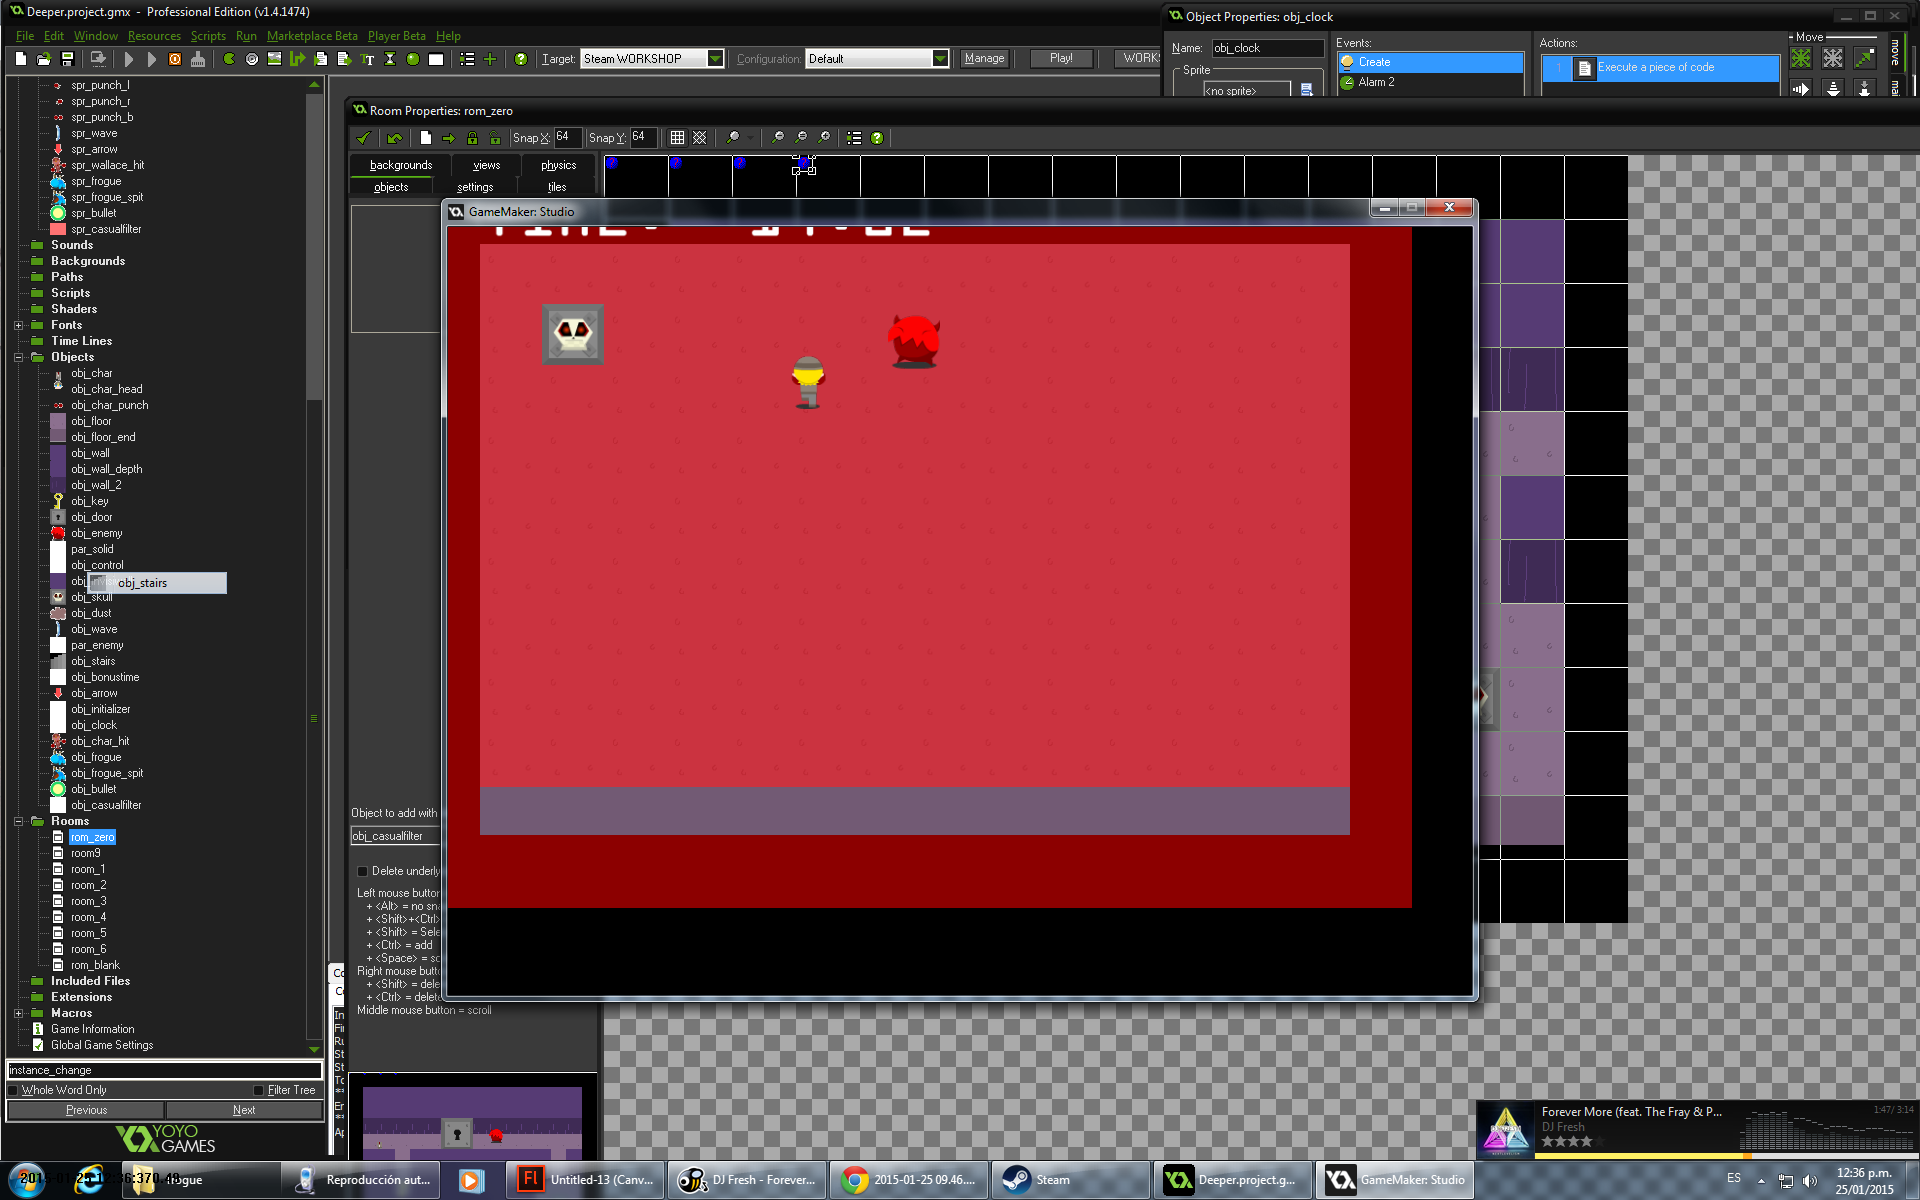 Deeper.project.gmx - Professional Edition (v1.4.1474)
File Edit Window Resources Scripts Run Marketplace Beta Player Beta Help
Target: Steam WORKSHOP Configuration: Default Manage Play! WORK
Object Properties: obj_clock
Name: obj_clock
Sprite
<no sprite>
Events:
Create
Alarm 2
Actions:
1 Execute a piece of code
Move
move
spr_punch_l
spr_punch_r
spr_punch_b
spr_wave
spr_arrow
spr_wallace_hit
spr_frogue
spr_frogue_spit
spr_bullet
spr_casualfilter
Sounds
Backgrounds
Paths
Scripts
Shaders
Fonts
Time Lines
Objects
obj_char
obj_char_head
obj_char_punch
obj_floor
obj_floor_end
obj_wall
obj_wall_depth
obj_wall_2
obj_key
obj_door
obj_enemy
par_solid
obj_control
obj_stairs
obj_skull
obj_dust
obj_wave
par_enemy
obj_stairs
obj_bonustime
obj_arrow
obj_initializer
obj_clock
obj_char_hit
obj_frogue
obj_frogue_spit
obj_bullet
obj_casualfilter
Rooms
rom_zero
room9
room_1
room_2
room_3
room_4
room_5
room_6
rom_blank
Included Files
Extensions
Macros
Game Information
Global Game Settings
instance_change
Whole Word Only Filter Tree
Previous Next
YOYO GAMES
Room Properties: rom_zero
Snap X: 64 Snap Y: 64
backgrounds views physics
objects settings tiles
GameMaker: Studio
Object to add with
obj_casualfilter
Delete underly
Left mouse button
+ <Alt> = no sna
+ <Shift>+<Ctrl>
+ <Shift> = Sele
+ <Ctrl> = add
+ <Space> = sc
Right mouse butt
+ <Shift> = dele
+ <Ctrl> = delet
Middle mouse button = scroll
Forever More (feat. The Fray & P...
DJ Fresh
1:47/ 3:14
Reproducción aut...
Untitled-13 (Canv...
DJ Fresh - Forever...
2015-01-25 09.46....
Steam
Deeper.project.g...
GameMaker: Studio
ES
12:36 p.m.
25/01/2015